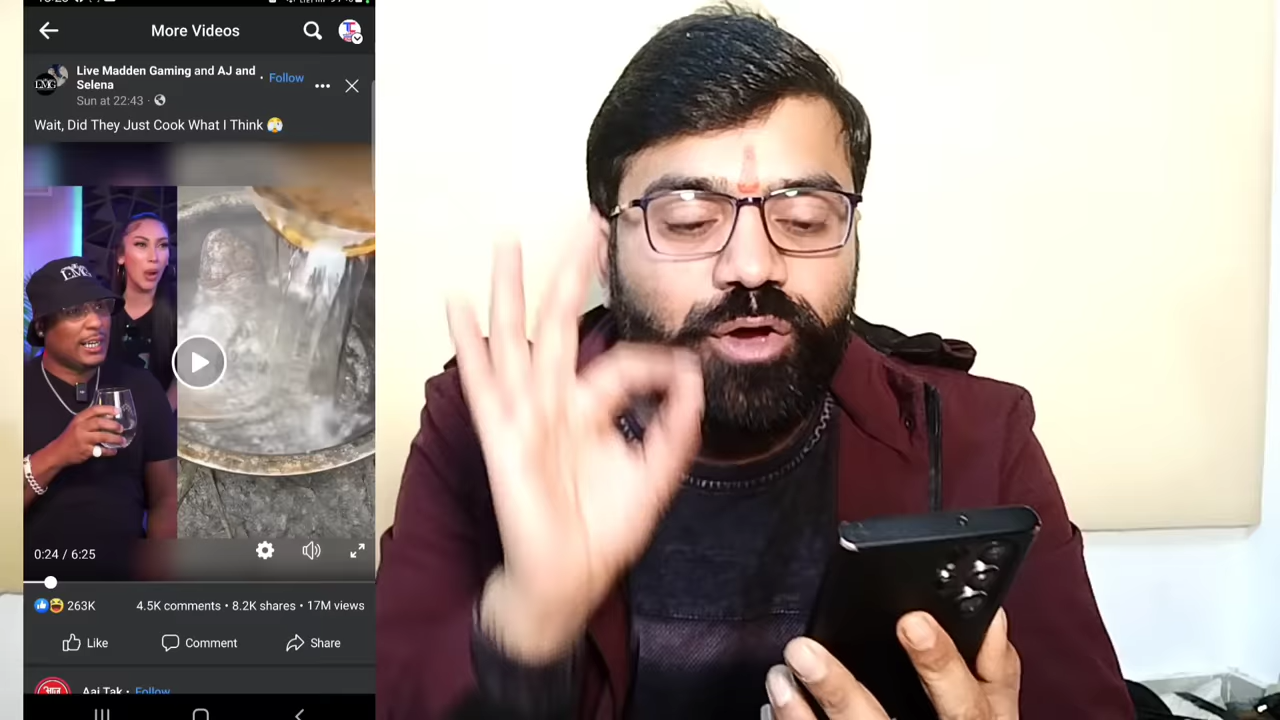 More Videos
Live Madden Gaming and AJ and · Follow
Selena
Sun at 22:43 ·
Wait, Did They Just Cook What I Think 🫣
LMG
0:24 / 6:25
263K 4.5K comments • 8.2K shares • 17M views
Like Comment Share
Aaj Tak · Follow